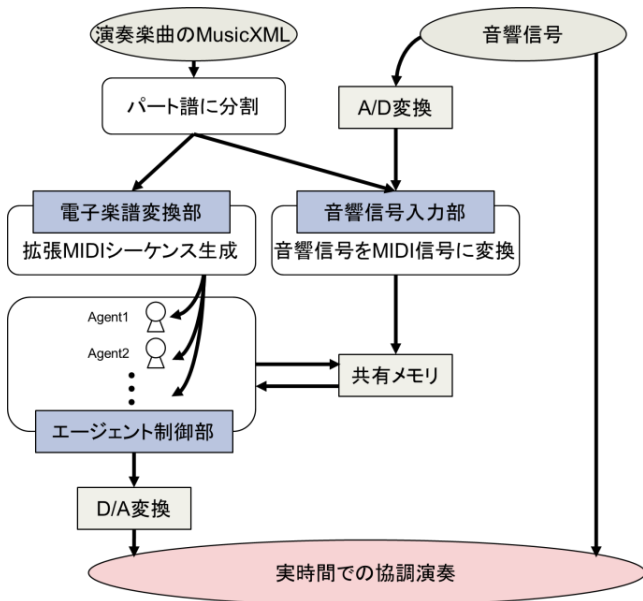 演奏楽曲のMusicXML
音響信号
パート譜に分割
A/D変換
電子楽譜変換部
音響信号入力部
拡張MIDIシーケンス生成
音響信号をMIDI信号に変換
Agent1
Agent2
共有メモリ
エージェント制御部
D/A変換
実時間での協調演奏